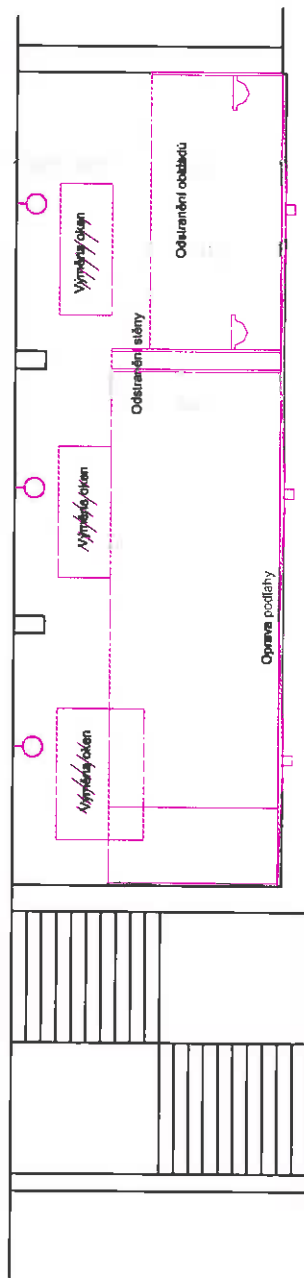 Výměna oken
Odstranění obkladů
Odstranění stěny
Výměna oken
Oprava podlahy
Výměna oken